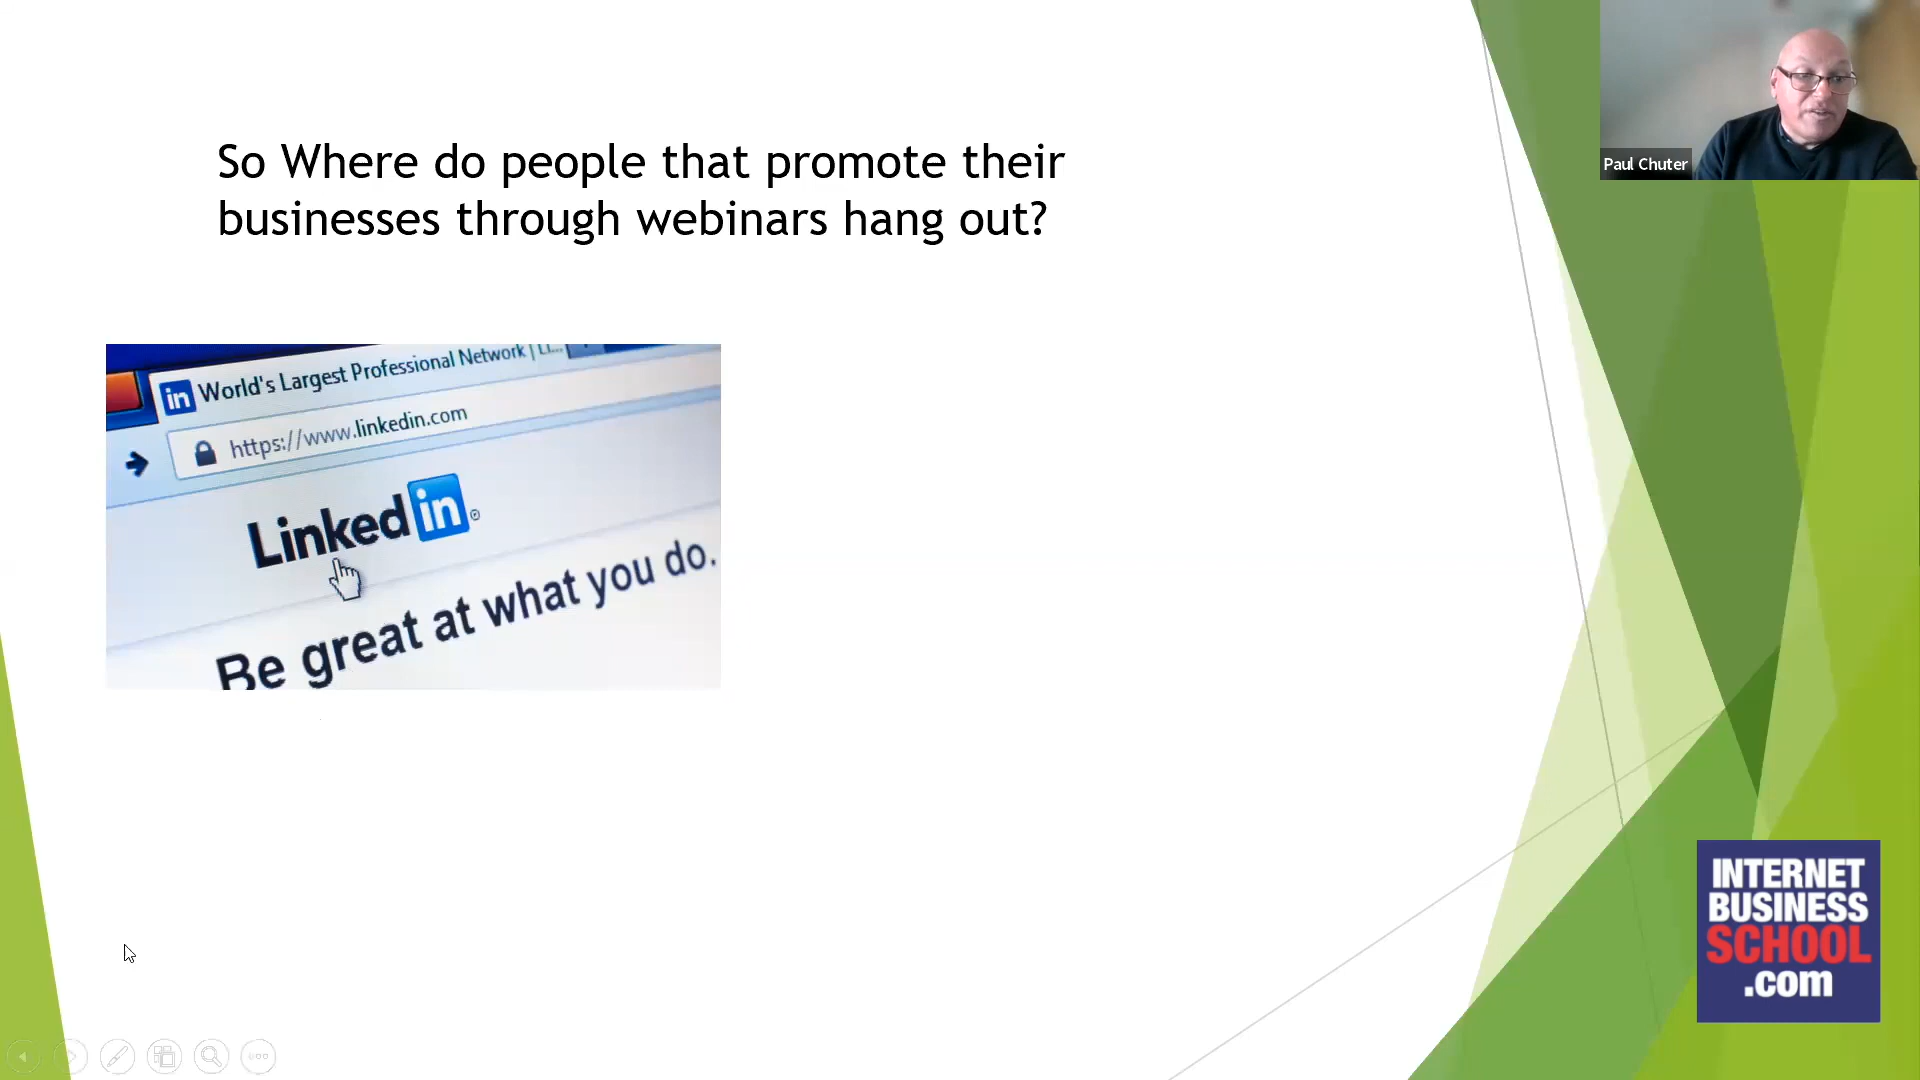 So Where do people that promote their
businesses through webinars hang out?
Paul Chuter
in World's Largest Professional Network | Li...
https://www.linkedin.com
Linked in ®
Be great at what you do.
INTERNET
BUSINESS
SCHOOL
.com